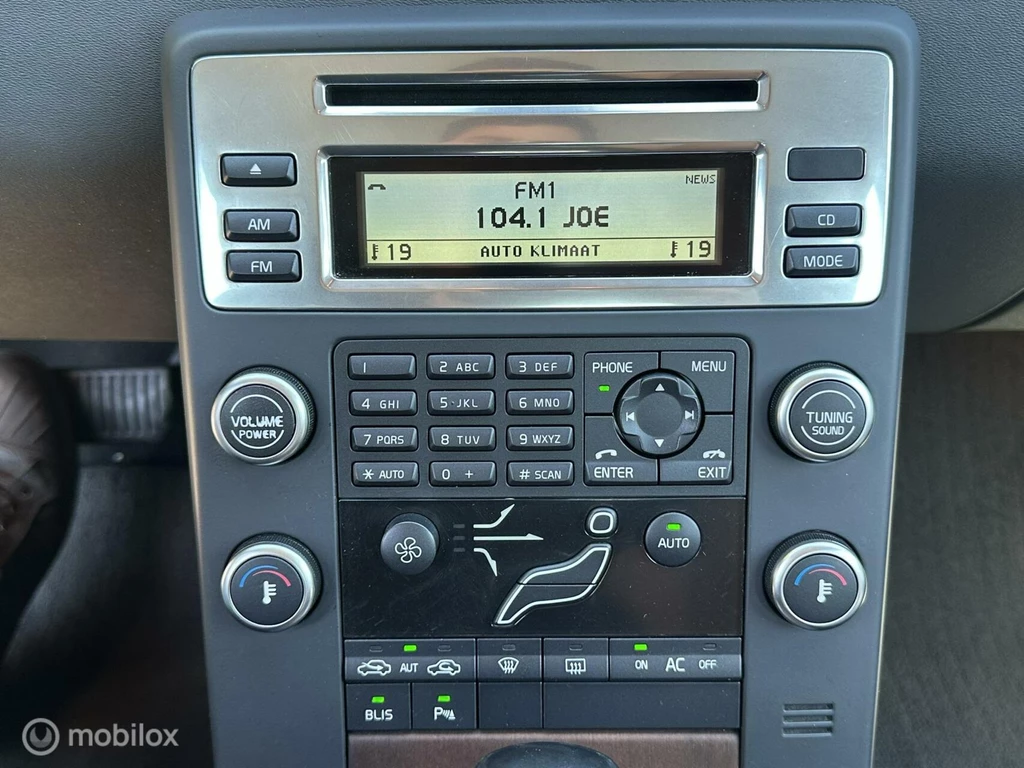 NEWS
FM1
104.1 JOE
19 AUTO KLIMAAT 19
AM
FM
CD
MODE
1 2 ABC 3 DEF
4 GHI 5 JKL 6 MNO
7 PQRS 8 TUV 9 WXYZ
* AUTO 0 + # SCAN
PHONE MENU
ENTER EXIT
VOLUME
POWER
TUNING
SOUND
AUTO
AUT ON AC OFF
BLIS P
mobilox